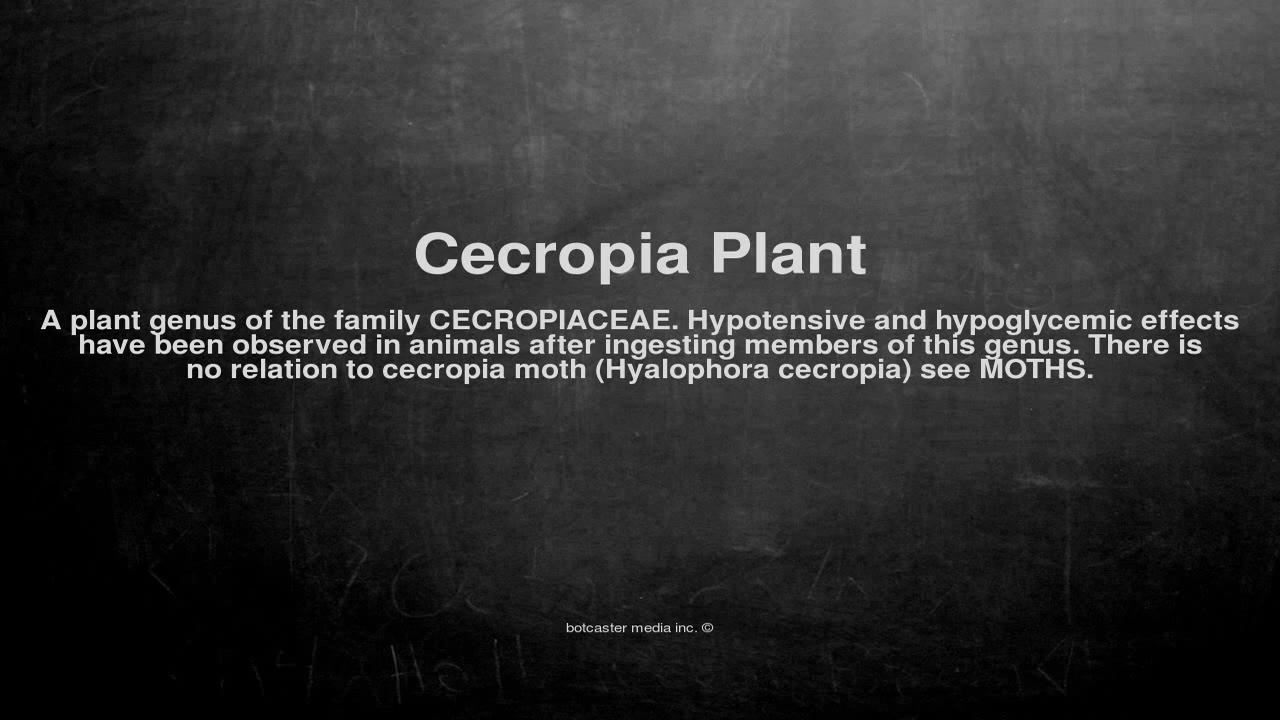 Cecropia Plant
A plant genus of the family CECROPIACEAE. Hypotensive and hypoglycemic effects
have been observed in animals after ingesting members of this genus. There is
no relation to cecropia moth (Hyalophora cecropia) see MOTHS.
botcaster media inc. ©